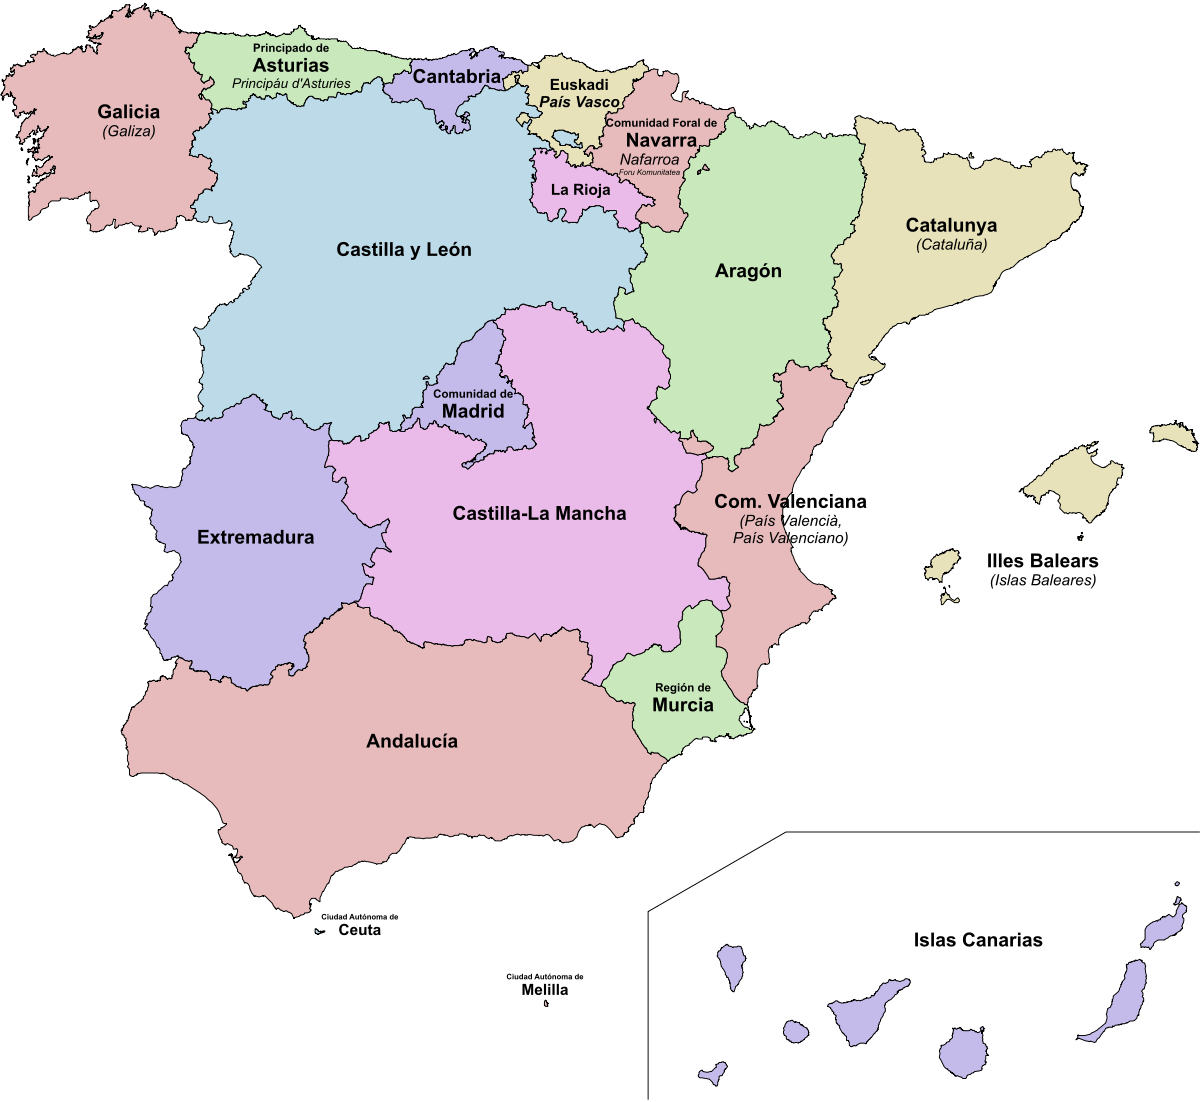 Principado de
Asturias
Principáu d'Asturies
Cantabria
Euskadi
País Vasco
Galicia
(Galiza)
Comunidad Foral de
Navarra
Nafarroa
Foru Komunitatea
La Rioja
Catalunya
(Cataluña)
Castilla y León
Aragón
Comunidad de
Madrid
Com. Valenciana
(País Valencià,
País Valenciano)
Castilla-La Mancha
Extremadura
Illes Balears
(Islas Baleares)
Región de
Murcia
Andalucía
Ciudad Autónoma de
Ceuta
Islas Canarias
Ciudad Autónoma de
Melilla